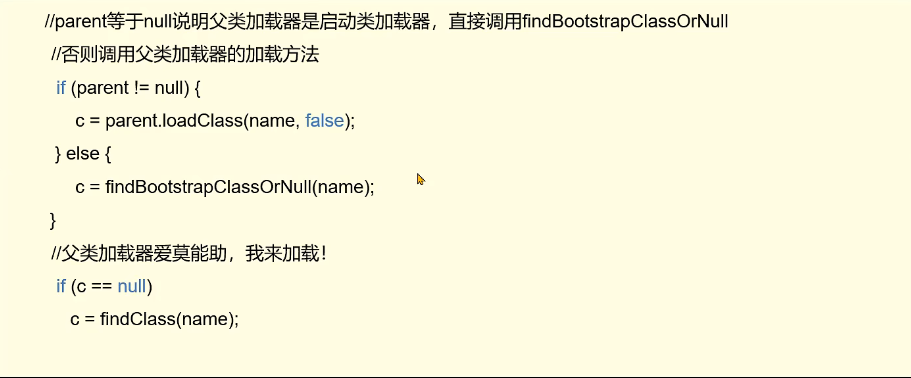 //parent等于null说明父类加载器是启动类加载器，直接调用findBootstrapClassOrNull
//否则调用父类加载器的加载方法
if (parent != null) {
c = parent.loadClass(name, false);
} else {
c = findBootstrapClassOrNull(name);
}
//父类加载器爱莫能助，我来加载！
if (c == null)
c = findClass(name);